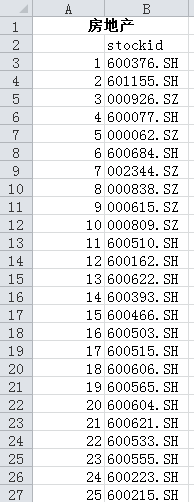 A B
1 房地产
2 stockid
3 1 600376.SH
4 2 601155.SH
5 3 000926.SZ
6 4 600077.SH
7 5 000062.SZ
8 6 600684.SH
9 7 002344.SZ
10 8 000838.SZ
11 9 000615.SZ
12 10 000809.SZ
13 11 600510.SH
14 12 600162.SH
15 13 600622.SH
16 14 600393.SH
17 15 600466.SH
18 16 600503.SH
19 17 600515.SH
20 18 600606.SH
21 19 600565.SH
22 20 600604.SH
23 21 600621.SH
24 22 600533.SH
25 23 600555.SH
26 24 600223.SH
27 25 600215.SH